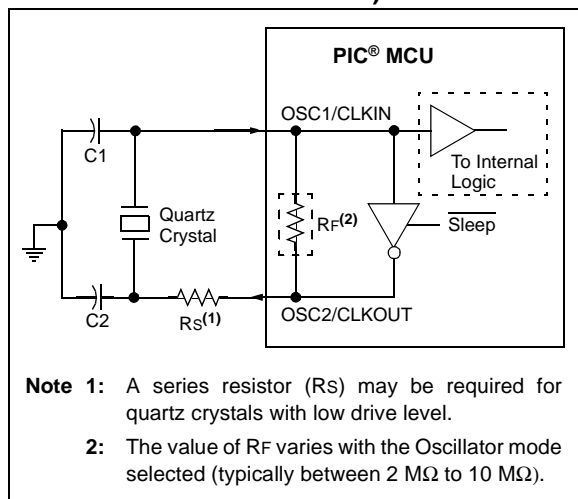 PIC® MCU
OSC1/CLKIN
C1
To Internal
Logic
Quartz
Crystal
RF(2)
Sleep
C2
RS(1)
OSC2/CLKOUT
Note 1: A series resistor (RS) may be required for
quartz crystals with low drive level.
2: The value of RF varies with the Oscillator mode
selected (typically between 2 MΩ to 10 MΩ).